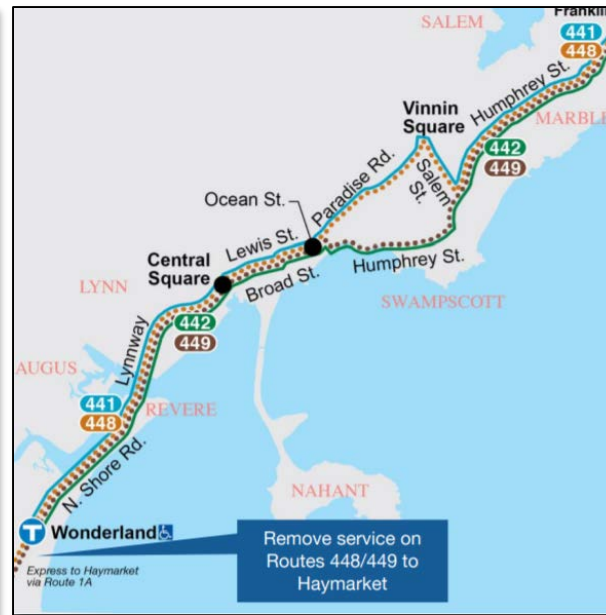 SALEM
Franklin
441
448
Humphrey St.
MARBLE
Vinnin
Square
442
449
Paradise Rd.
Salem
St.
Ocean St.
Lewis St.
Central
Square
Broad St.
Humphrey St.
SWAMPSCOTT
LYNN
442
449
Lynnway
AUGUS
441
448
REVERE
N. Shore Rd.
NAHANT
T Wonderland
Express to Haymarket
via Route 1A
Remove service on
Routes 448/449 to
Haymarket